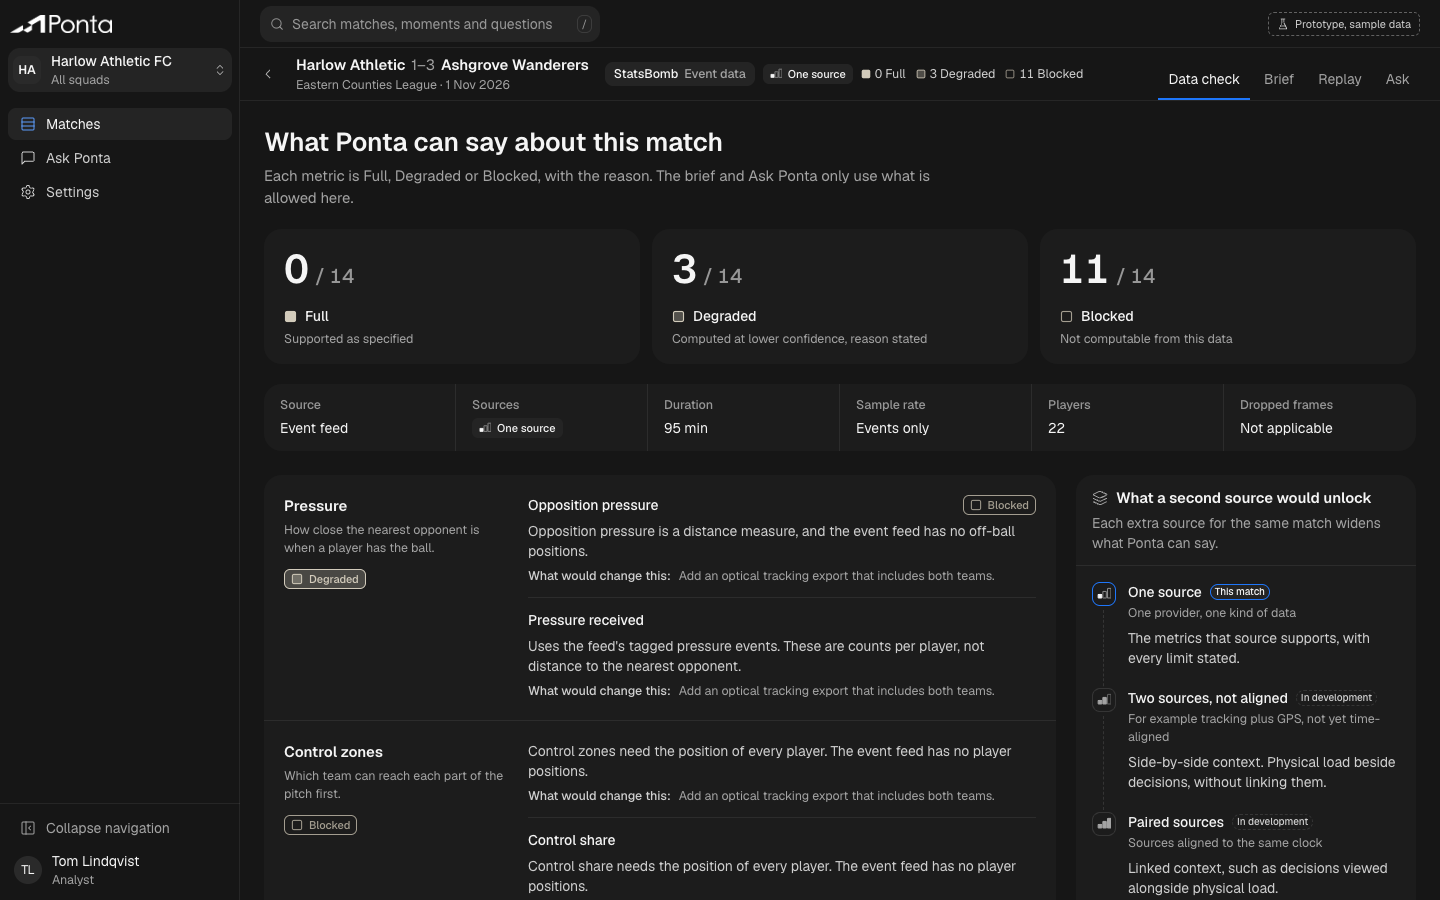 Ponta
HA
Harlow Athletic FC
All squads
Matches
Ask Ponta
Settings
Collapse navigation
TL
Tom Lindqvist
Analyst
Search matches, moments and questions
/
Prototype, sample data
Harlow Athletic 1–3 Ashgrove Wanderers
Eastern Counties League · 1 Nov 2026
StatsBomb Event data
One source
0 Full
3 Degraded
11 Blocked
Data check
Brief
Replay
Ask
What Ponta can say about this match
Each metric is Full, Degraded or Blocked, with the reason. The brief and Ask Ponta only use what is
allowed here.
0 / 14
Full
Supported as specified
3 / 14
Degraded
Computed at lower confidence, reason stated
11 / 14
Blocked
Not computable from this data
Source
Event feed
Sources
One source
Duration
95 min
Sample rate
Events only
Players
22
Dropped frames
Not applicable
Pressure
How close the nearest opponent is
when a player has the ball.
Degraded
Opposition pressure
Blocked
Opposition pressure is a distance measure, and the event feed has no off-ball
positions.
What would change this: Add an optical tracking export that includes both teams.
Pressure received
Uses the feed's tagged pressure events. These are counts per player, not
distance to the nearest opponent.
What would change this: Add an optical tracking export that includes both teams.
Control zones
Which team can reach each part of the
pitch first.
Blocked
Control zones need the position of every player. The event feed has no player
positions.
What would change this: Add an optical tracking export that includes both teams.
Control share
Control share needs the position of every player. The event feed has no player
positions.
What a second source would unlock
Each extra source for the same match widens
what Ponta can say.
One source
This match
One provider, one kind of data
The metrics that source supports, with
every limit stated.
Two sources, not aligned
In development
For example tracking plus GPS, not yet time-
aligned
Side-by-side context. Physical load beside
decisions, without linking them.
Paired sources
In development
Sources aligned to the same clock
Linked context, such as decisions viewed
alongside physical load.